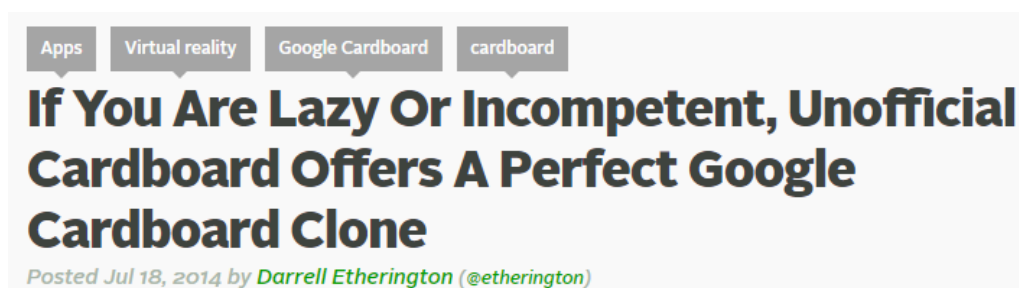 Apps Virtual reality Google Cardboard cardboard
If You Are Lazy Or Incompetent, Unofficial
Cardboard Offers A Perfect Google
Cardboard Clone
Posted Jul 18, 2014 by Darrell Etherington (@etherington)